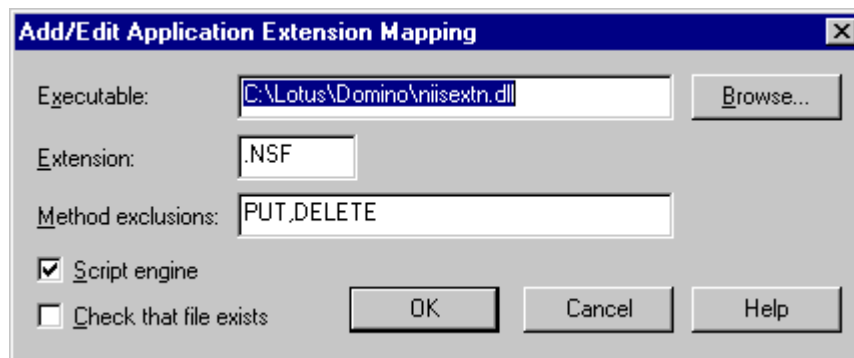 Add/Edit Application Extension Mapping
Executable: C:\Lotus\Domino\niisextn.dll Browse...
Extension: .NSF
Method exclusions: PUT,DELETE
Script engine
Check that file exists OK Cancel Help